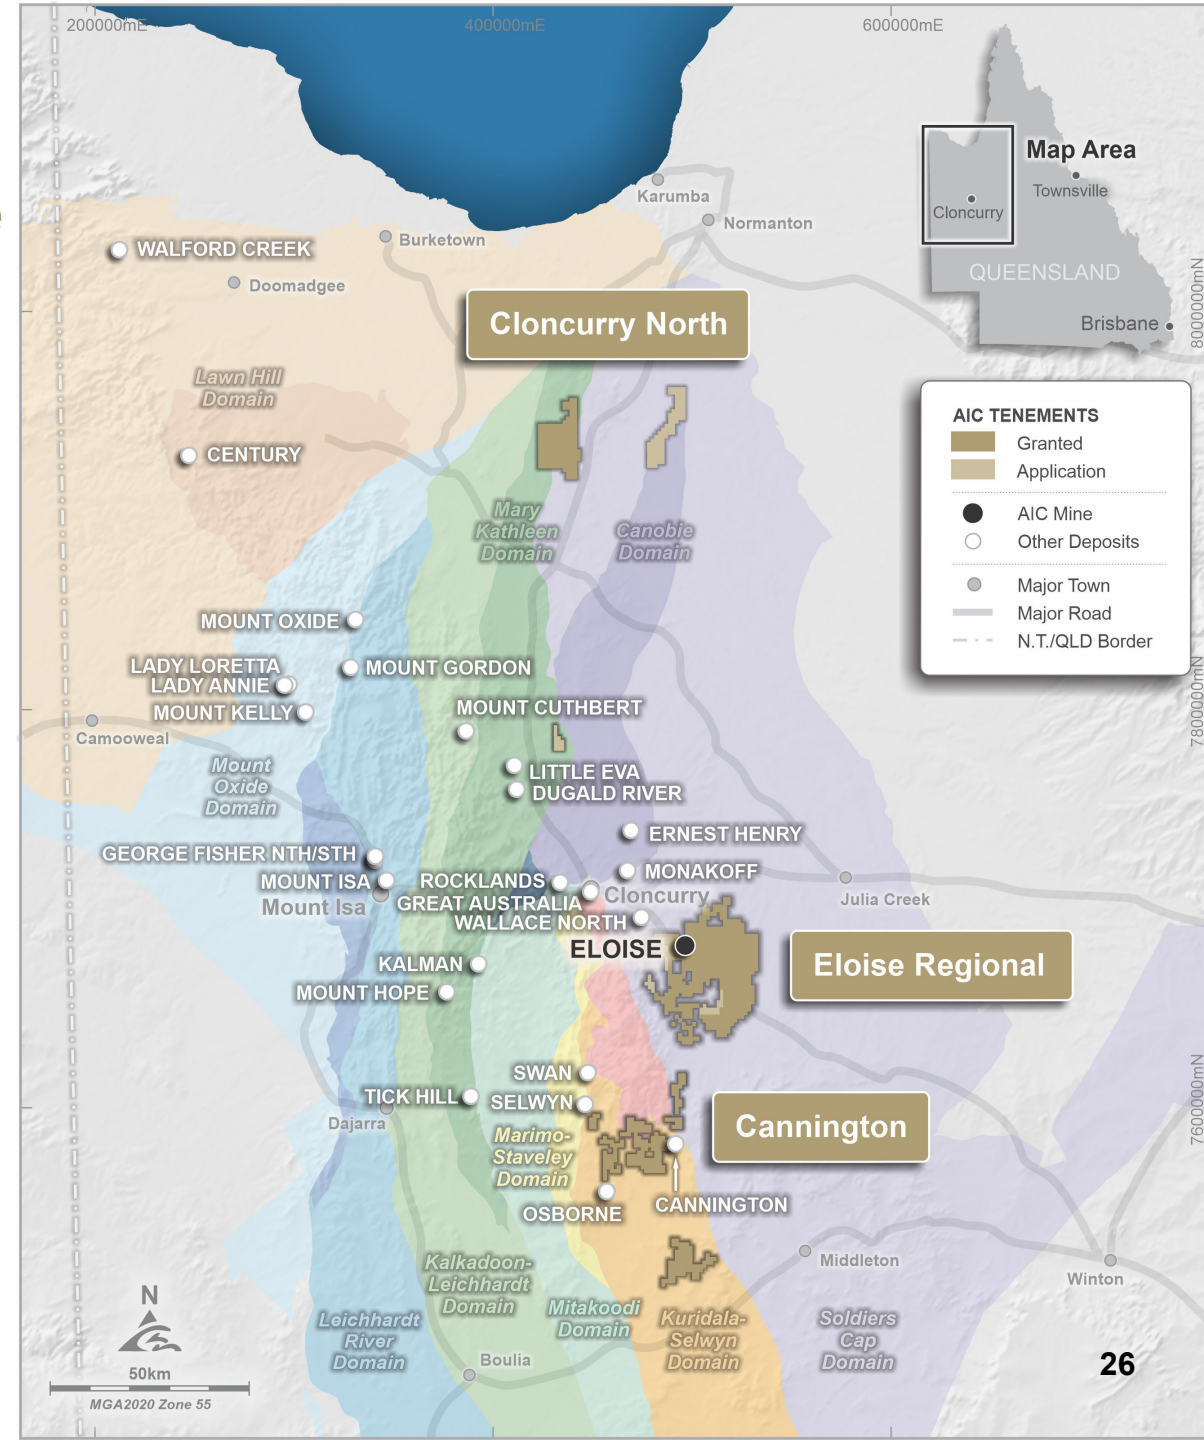 200000mE
400000mE
600000mE
Map Area
Townsville
Cloncurry
QUEENSLAND
Brisbane
8000000mN
Karumba
Normanton
Burketown
WALFORD CREEK
Doomadgee
Cloncurry North
Lawn Hill
Domain
CENTURY
AIC TENEMENTS
Granted
Application
AIC Mine
Other Deposits
Major Town
Major Road
N.T./QLD Border
Mary
Kathleen
Domain
Canobie
Domain
MOUNT OXIDE
LADY LORETTA
LADY ANNIE
MOUNT GORDON
MOUNT KELLY
MOUNT CUTHBERT
7800000mN
Camooweal
Mount
Oxide
Domain
LITTLE EVA
DUGALD RIVER
ERNEST HENRY
GEORGE FISHER NTH/STH
MOUNT ISA
Mount Isa
ROCKLANDS
MONAKOFF
Cloncurry
GREAT AUSTRALIA
WALLACE NORTH
Julia Creek
ELOISE
Eloise Regional
KALMAN
MOUNT HOPE
SWAN
TICK HILL
SELWYN
Dajarra
Cannington
7600000mN
Marimo-
Staveley
Domain
CANNINGTON
OSBORNE
Kalkadoon-
Leichhardt
Domain
Middleton
Winton
Leichhardt
River
Domain
Mitakoodi
Domain
Kuridala-
Selwyn
Domain
Soldiers
Cap
Domain
Boulia
N
50km
MGA2020 Zone 55
26